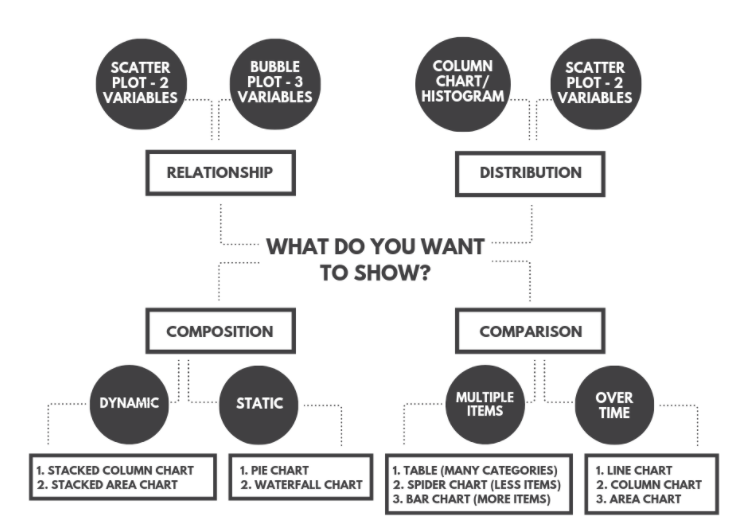 SCATTER
PLOT - 2
VARIABLES
BUBBLE
PLOT - 3
VARIABLES
COLUMN
CHART/
HISTOGRAM
SCATTER
PLOT - 2
VARIABLES
RELATIONSHIP
DISTRIBUTION
WHAT DO YOU WANT
TO SHOW?
COMPOSITION
COMPARISON
DYNAMIC
STATIC
MULTIPLE
ITEMS
OVER
TIME
1. STACKED COLUMN CHART
2. STACKED AREA CHART
1. PIE CHART
2. WATERFALL CHART
1. TABLE (MANY CATEGORIES)
2. SPIDER CHART (LESS ITEMS)
3. BAR CHART (MORE ITEMS)
1. LINE CHART
2. COLUMN CHART
3. AREA CHART